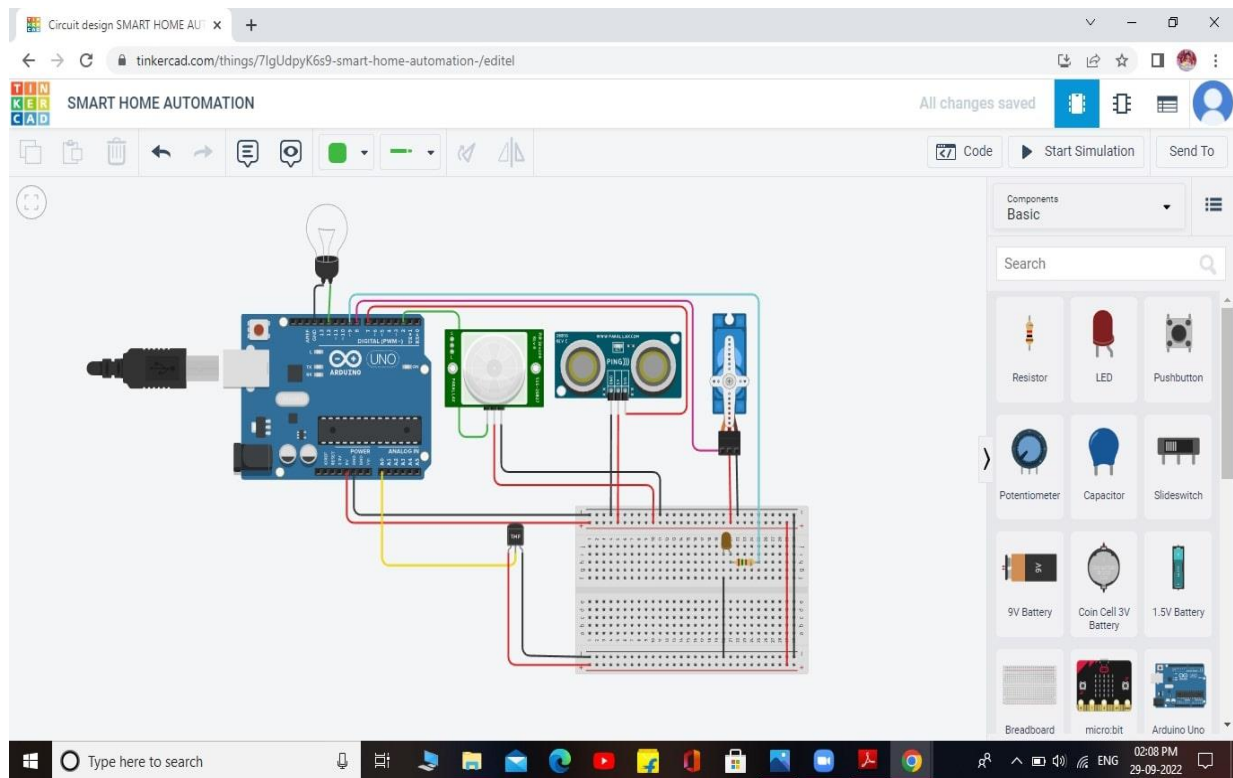 Circuit design SMART HOME AUT
tinkercad.com/things/7IgUdpyK6s9-smart-home-automation-/editel
TIN
KER
CAD
SMART HOME AUTOMATION
All changes saved
Code
Start Simulation
Send To
Components
Basic
Search
Resistor
LED
Pushbutton
Potentiometer
Capacitor
Slideswitch
9V
9V Battery
Coin Cell 3V
Battery
1.5V Battery
Breadboard
micro:bit
Arduino Uno
DIGITAL (PWM~)
UNO
ARDUINO
POWER
ANALOG IN
PING)))
TMP
Type here to search
ENG
02:08 PM
29-09-2022